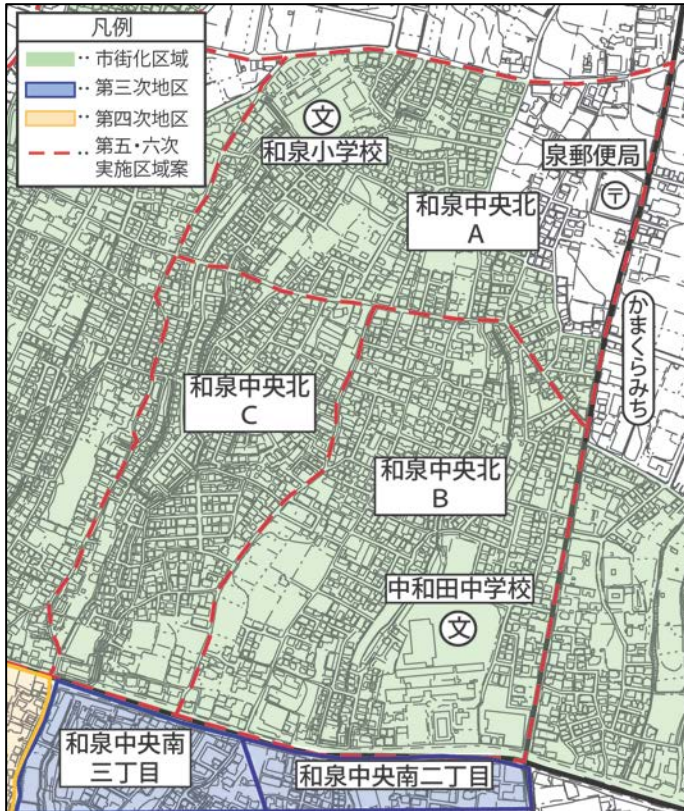 凡例
‥市街化区域
‥第三次地区
‥第四次地区
‥第五・六次
実施区域案
文
和泉小学校
泉郵便局
〒
和泉中央北
A
かまくらみち
和泉中央北
C
和泉中央北
B
中和田中学校
文
和泉中央南
三丁目
和泉中央南二丁目